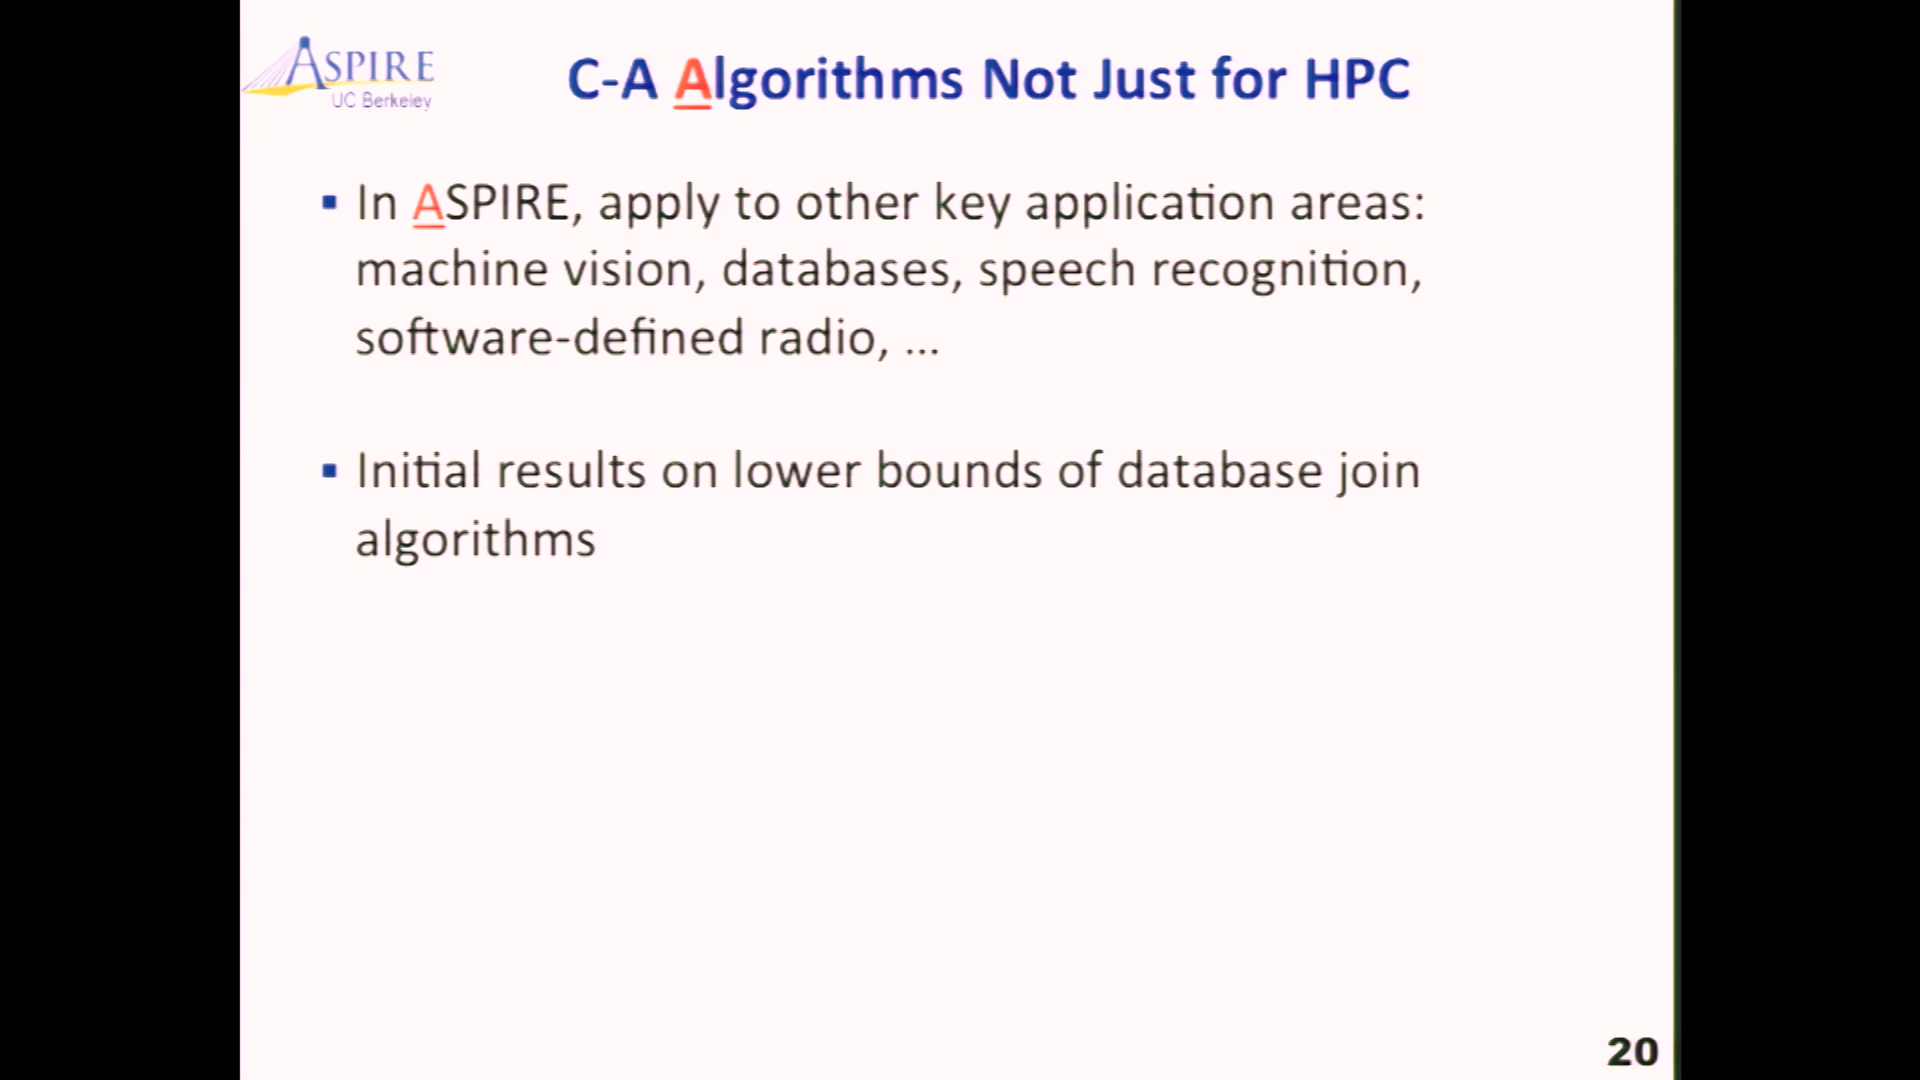 ASPIRE
UC Berkeley
C-A Algorithms Not Just for HPC
▪ In ASPIRE, apply to other key application areas:
machine vision, databases, speech recognition,
software-defined radio, ...
▪ Initial results on lower bounds of database join
algorithms
20